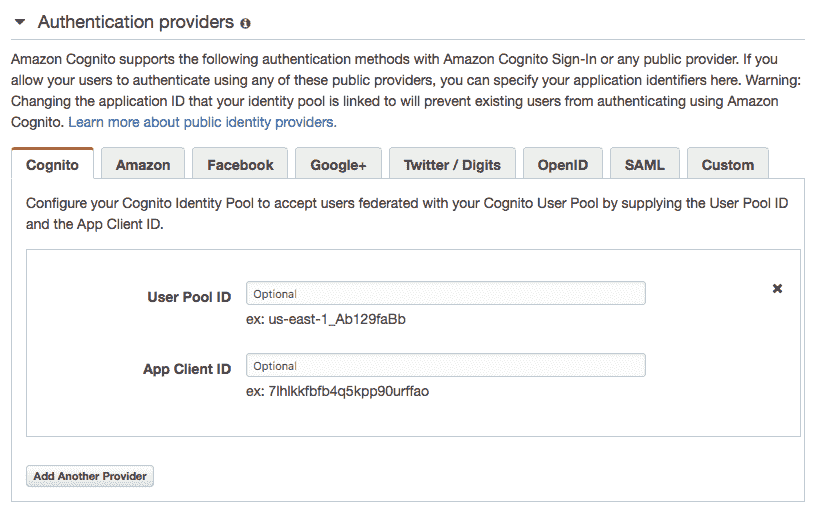 Authentication providers
Amazon Cognito supports the following authentication methods with Amazon Cognito Sign-In or any public provider. If you
allow your users to authenticate using any of these public providers, you can specify your application identifiers here. Warning:
Changing the application ID that your identity pool is linked to will prevent existing users from authenticating using Amazon
Cognito. Learn more about public identity providers.
Cognito Amazon Facebook Google+ Twitter / Digits OpenID SAML Custom
Configure your Cognito Identity Pool to accept users federated with your Cognito User Pool by supplying the User Pool ID
and the App Client ID.
User Pool ID Optional
ex: us-east-1_Ab129faBb
App Client ID Optional
ex: 7lhlkkfbfb4q5kpp90urffao
Add Another Provider